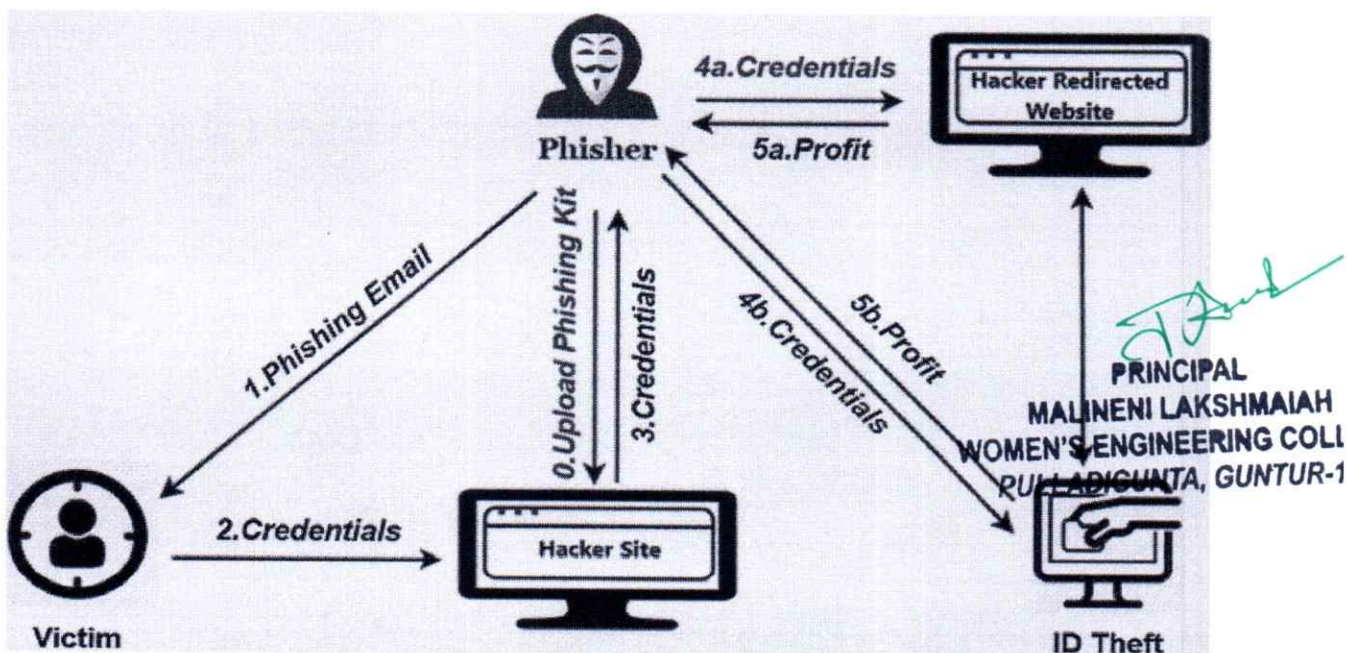 4a.Credentials
Hacker Redirected
Website
5a.Profit
Phisher
1.Phishing Email
0.Upload Phishing Kit
3.Credentials
5b.Profit
4b.Credentials
PRINCIPAL
MALINENI LAKSHMAIAH
WOMEN'S ENGINEERING COLL
PULLADIGUNTA, GUNTUR-1
2.Credentials
Hacker Site
Victim
ID Theft